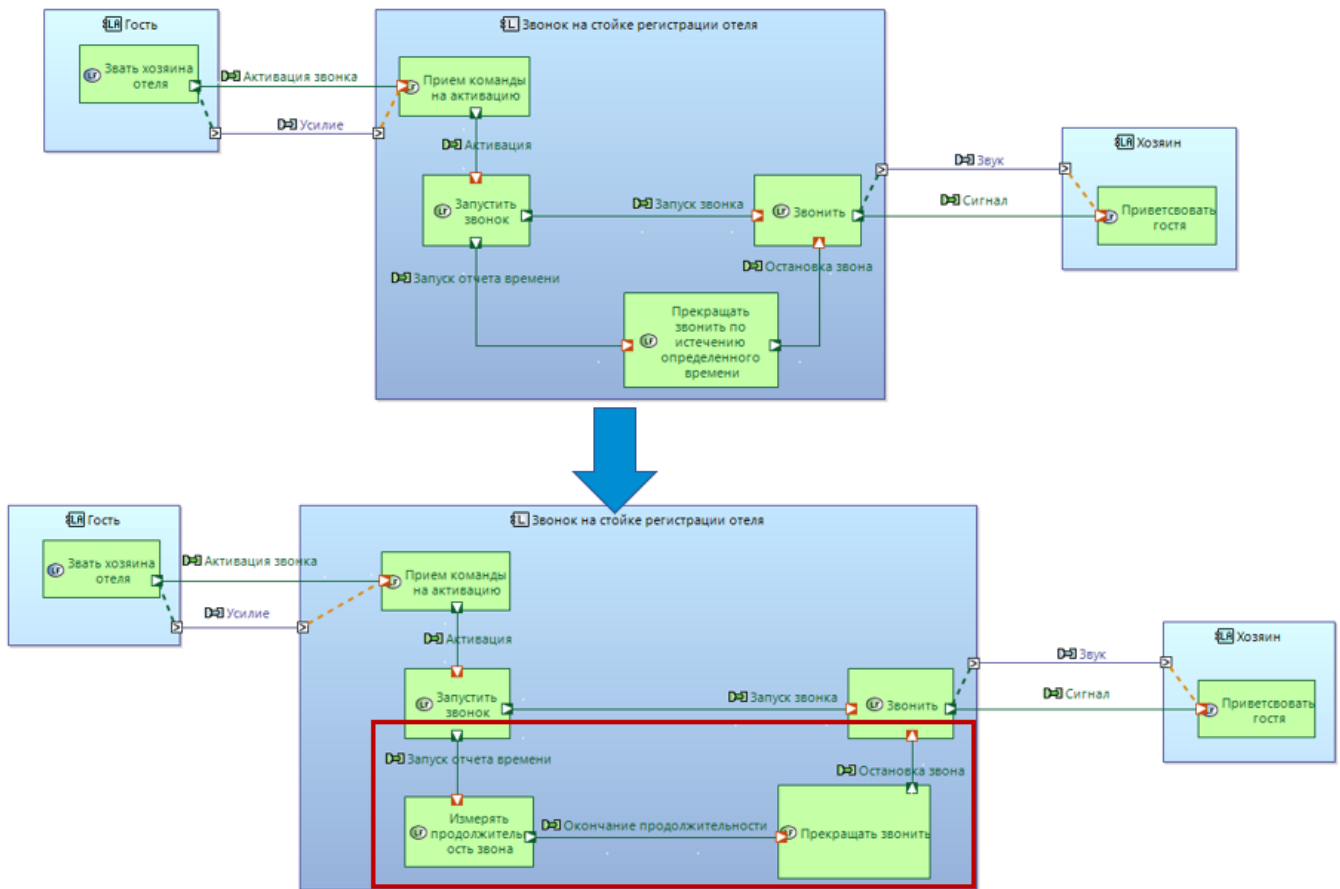 Гость
Звонок на стойке регистрации отеля
Звать хозяина
отеля
Активация звонка
Прием команды
на активацию
Усилие
Активация
Хозяин
Звук
Запустить
звонок
Запуск звонка
Звонить
Сигнал
Приветсвовать
гостя
Запуск отчета времени
Остановка звона
Прекращать
звонить по
истечению
определенного
времени
Гость
Звонок на стойке регистрации отеля
Звать хозяина
отеля
Активация звонка
Прием команды
на активацию
Усилие
Активация
Хозяин
Звук
Запустить
звонок
Запуск звонка
Звонить
Сигнал
Приветсвовать
гостя
Запуск отчета времени
Остановка звона
Измерять
продолжитель
ость звона
Окончание продолжительности
Прекращать звонить